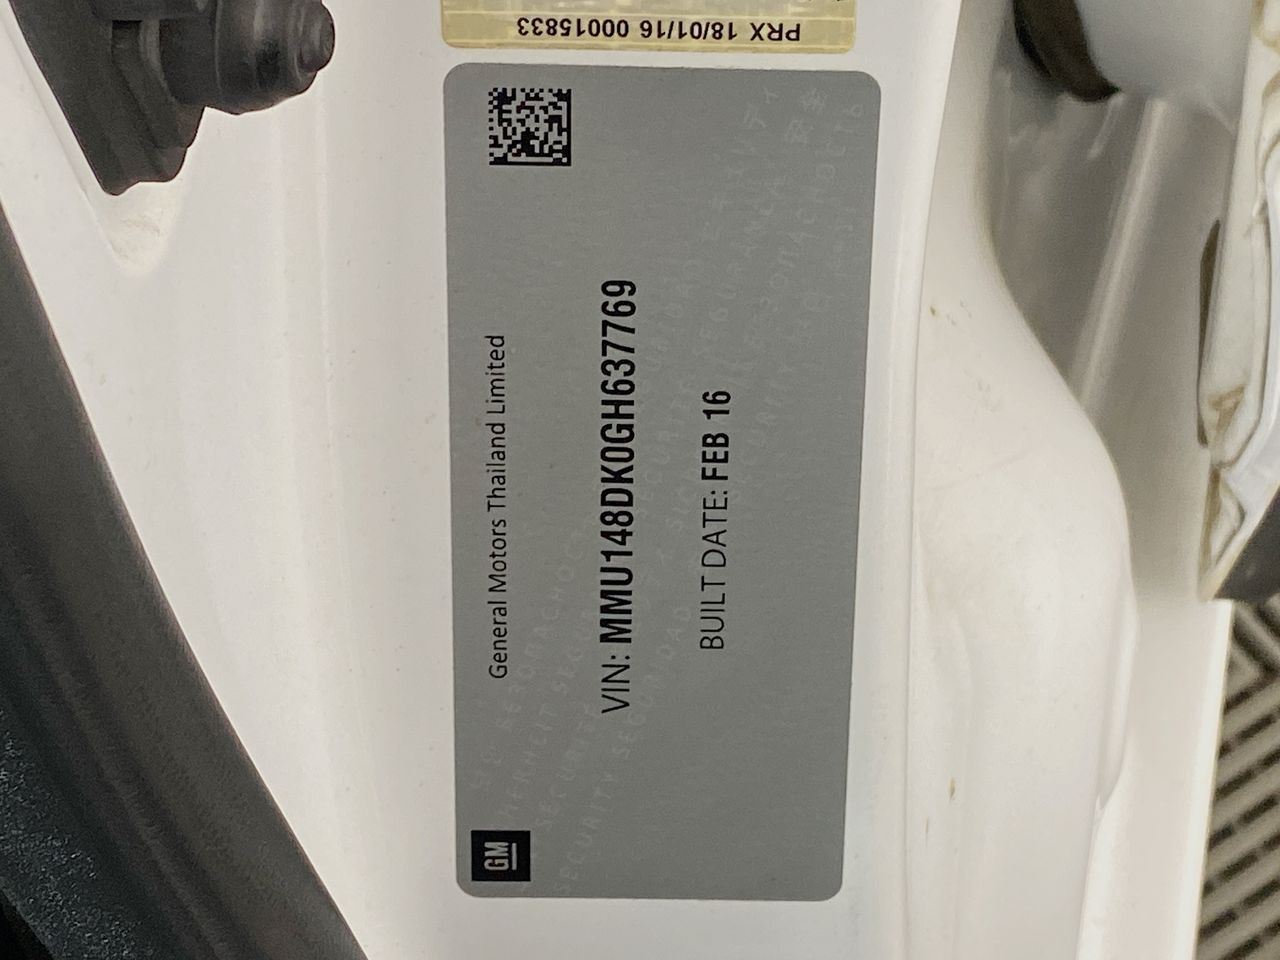 PRX 18/01/16 00015833
General Motors Thailand Limited
VIN: MMU148DK0GH637769
BUILT DATE: FEB 16
GM